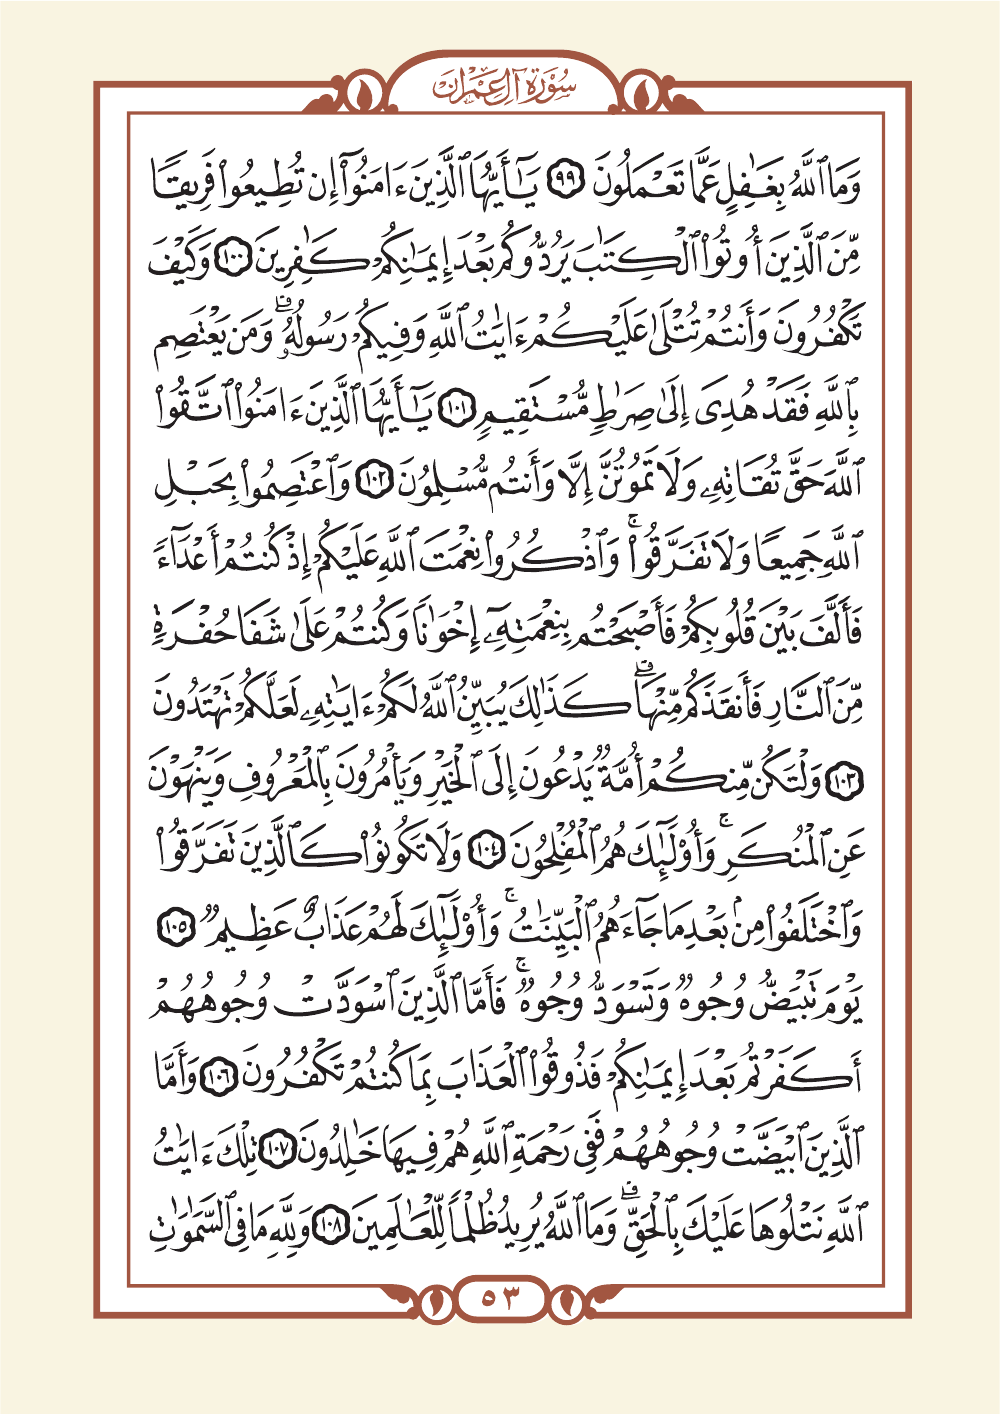 سُورَةُ آلِ عِمْرَانَ
وَمَا ٱللَّهُ بِغَـٰفِلٍ عَمَّا تَعْمَلُونَ ٩٩ يَـٰٓأَيُّهَا ٱلَّذِينَ ءَامَنُوٓا۟ إِن تُطِيعُوا۟ فَرِيقًا
مِّنَ ٱلَّذِينَ أُوتُوا۟ ٱلْكِتَـٰبَ يَرُدُّوكُم بَعْدَ إِيمَـٰنِكُمْ كَـٰفِرِينَ ١٠٠ وَكَيْفَ
تَكْفُرُونَ وَأَنتُمْ تُتْلَىٰ عَلَيْكُمْ ءَايَـٰتُ ٱللَّهِ وَفِيكُمْ رَسُولُهُۥ ۗ وَمَن يَعْتَصِم
بِٱللَّهِ فَقَدْ هُدِىَ إِلَىٰ صِرَٰطٍ مُّسْتَقِيمٍ ١٠١ يَـٰٓأَيُّهَا ٱلَّذِينَ ءَامَنُوا۟ ٱتَّقُوا۟
ٱللَّهَ حَقَّ تُقَاتِهِۦ وَلَا تَمُوتُنَّ إِلَّا وَأَنتُم مُّسْلِمُونَ ١٠٢ وَٱعْتَصِمُوا۟ بِحَبْلِ
ٱللَّهِ جَمِيعًا وَلَا تَفَرَّقُوا۟ ۚ وَٱذْكُرُوا۟ نِعْمَتَ ٱللَّهِ عَلَيْكُمْ إِذْ كُنتُمْ أَعْدَآءً
فَأَلَّفَ بَيْنَ قُلُوبِكُمْ فَأَصْبَحْتُم بِنِعْمَتِهِۦٓ إِخْوَٰنًا وَكُنتُمْ عَلَىٰ شَفَا حُفْرَةٍ
مِّنَ ٱلنَّارِ فَأَنقَذَكُم مِّنْهَا ۗ كَذَٰلِكَ يُبَيِّنُ ٱللَّهُ لَكُمْ ءَايَـٰتِهِۦ لَعَلَّكُمْ تَهْتَدُونَ
١٠٣ وَلْتَكُن مِّنكُمْ أُمَّةٌ يَدْعُونَ إِلَى ٱلْخَيْرِ وَيَأْمُرُونَ بِٱلْمَعْرُوفِ وَيَنْهَوْنَ
عَنِ ٱلْمُنكَرِ ۚ وَأُو۟لَـٰٓئِكَ هُمُ ٱلْمُفْلِحُونَ ١٠٤ وَلَا تَكُونُوا۟ كَٱلَّذِينَ تَفَرَّقُوا۟
وَٱخْتَلَفُوا۟ مِنۢ بَعْدِ مَا جَآءَهُمُ ٱلْبَيِّنَـٰتُ ۚ وَأُو۟لَـٰٓئِكَ لَهُمْ عَذَابٌ عَظِيمٌ ١٠٥
يَوْمَ تَبْيَضُّ وُجُوهٌ وَتَسْوَدُّ وُجُوهٌ ۚ فَأَمَّا ٱلَّذِينَ ٱسْوَدَّتْ وُجُوهُهُمْ
أَكَفَرْتُم بَعْدَ إِيمَـٰنِكُمْ فَذُوقُوا۟ ٱلْعَذَابَ بِمَا كُنتُمْ تَكْفُرُونَ ١٠٦ وَأَمَّا
ٱلَّذِينَ ٱبْيَضَّتْ وُجُوهُهُمْ فَفِى رَحْمَةِ ٱللَّهِ هُمْ فِيهَا خَـٰلِدُونَ ١٠٧ تِلْكَ ءَايَـٰتُ
ٱللَّهِ نَتْلُوهَا عَلَيْكَ بِٱلْحَقِّ ۗ وَمَا ٱللَّهُ يُرِيدُ ظُلْمًا لِّلْعَـٰلَمِينَ ١٠٨ وَلِلَّهِ مَا فِى ٱلسَّمَـٰوَٰتِ
٥٣